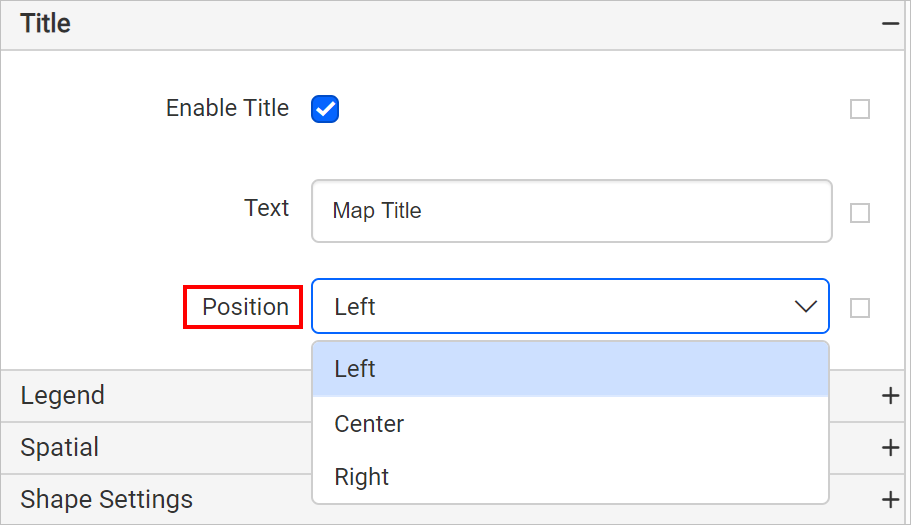 Title
Enable Title
Text
Map Title
Position
Left
Left
Legend
Center
Spatial
Right
Shape Settings